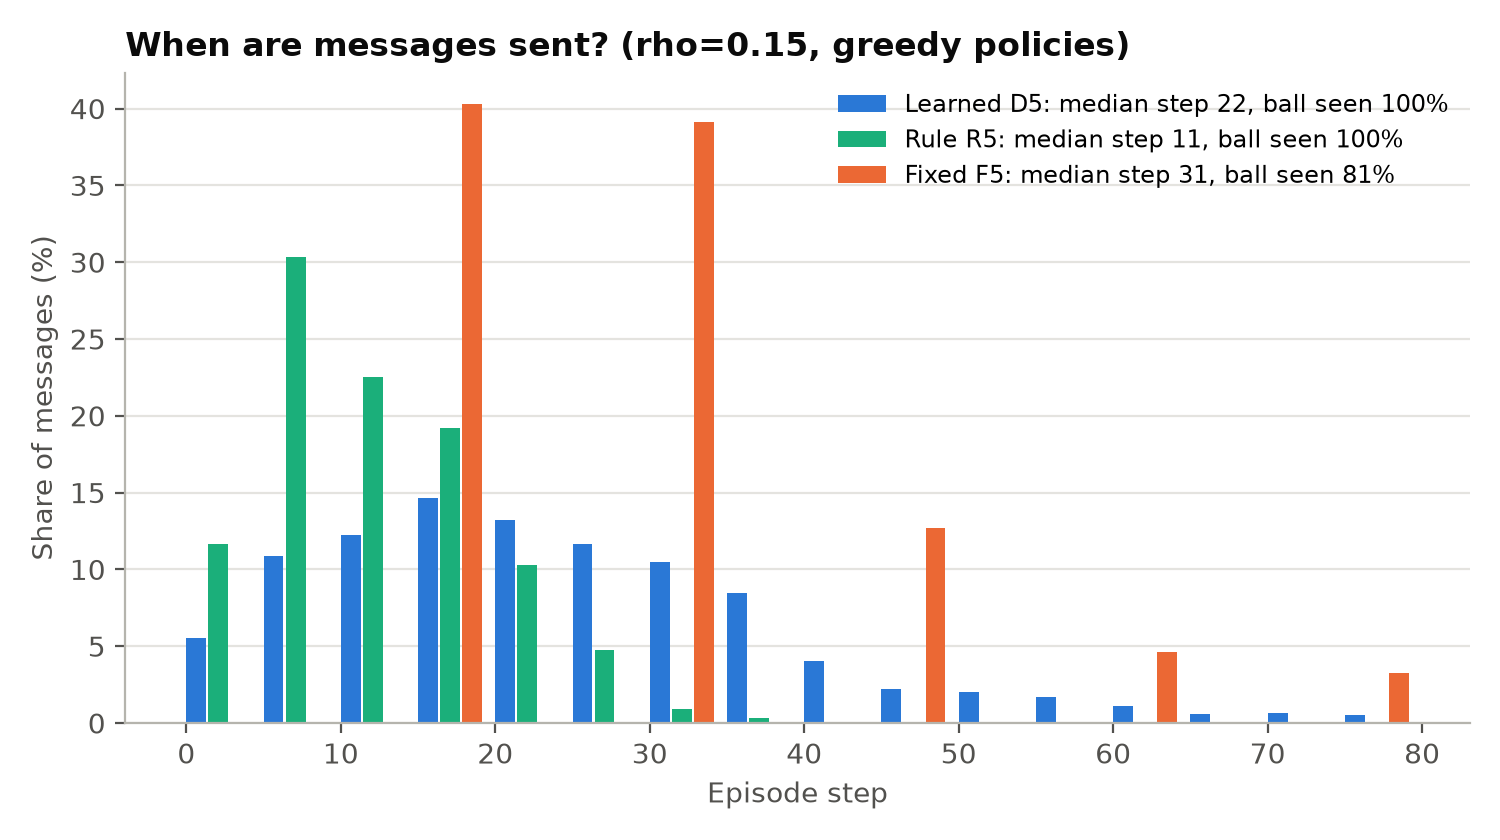 When are messages sent? (rho=0.15, greedy policies)
Learned D5: median step 22, ball seen 100%
Rule R5: median step 11, ball seen 100%
Fixed F5: median step 31, ball seen 81%
Share of messages (%)
40
35
30
25
20
15
10
5
0
0 10 20 30 40 50 60 70 80
Episode step